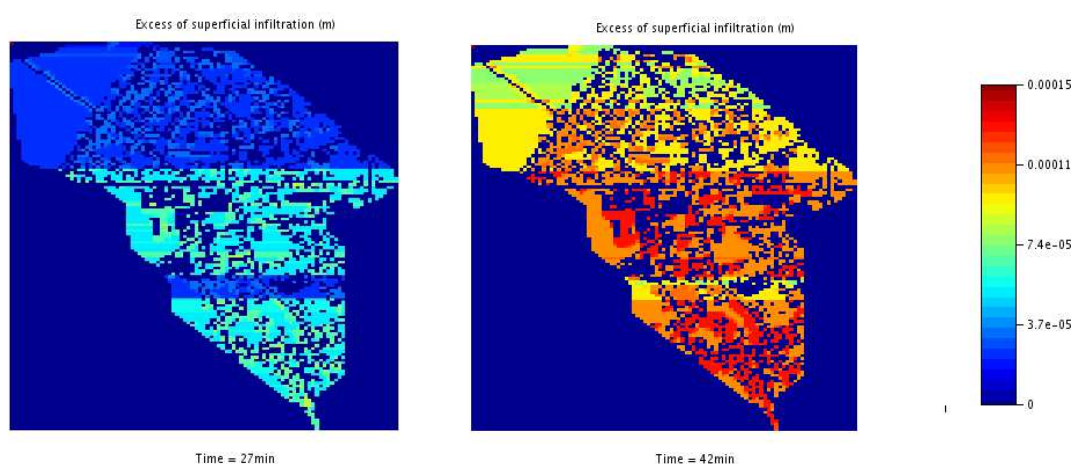 Excess of superficial infiltration (m)
Excess of superficial infiltration (m)
0.00015
0.00011
7.4e-05
3.7e-05
0
Time = 27min
Time = 42min